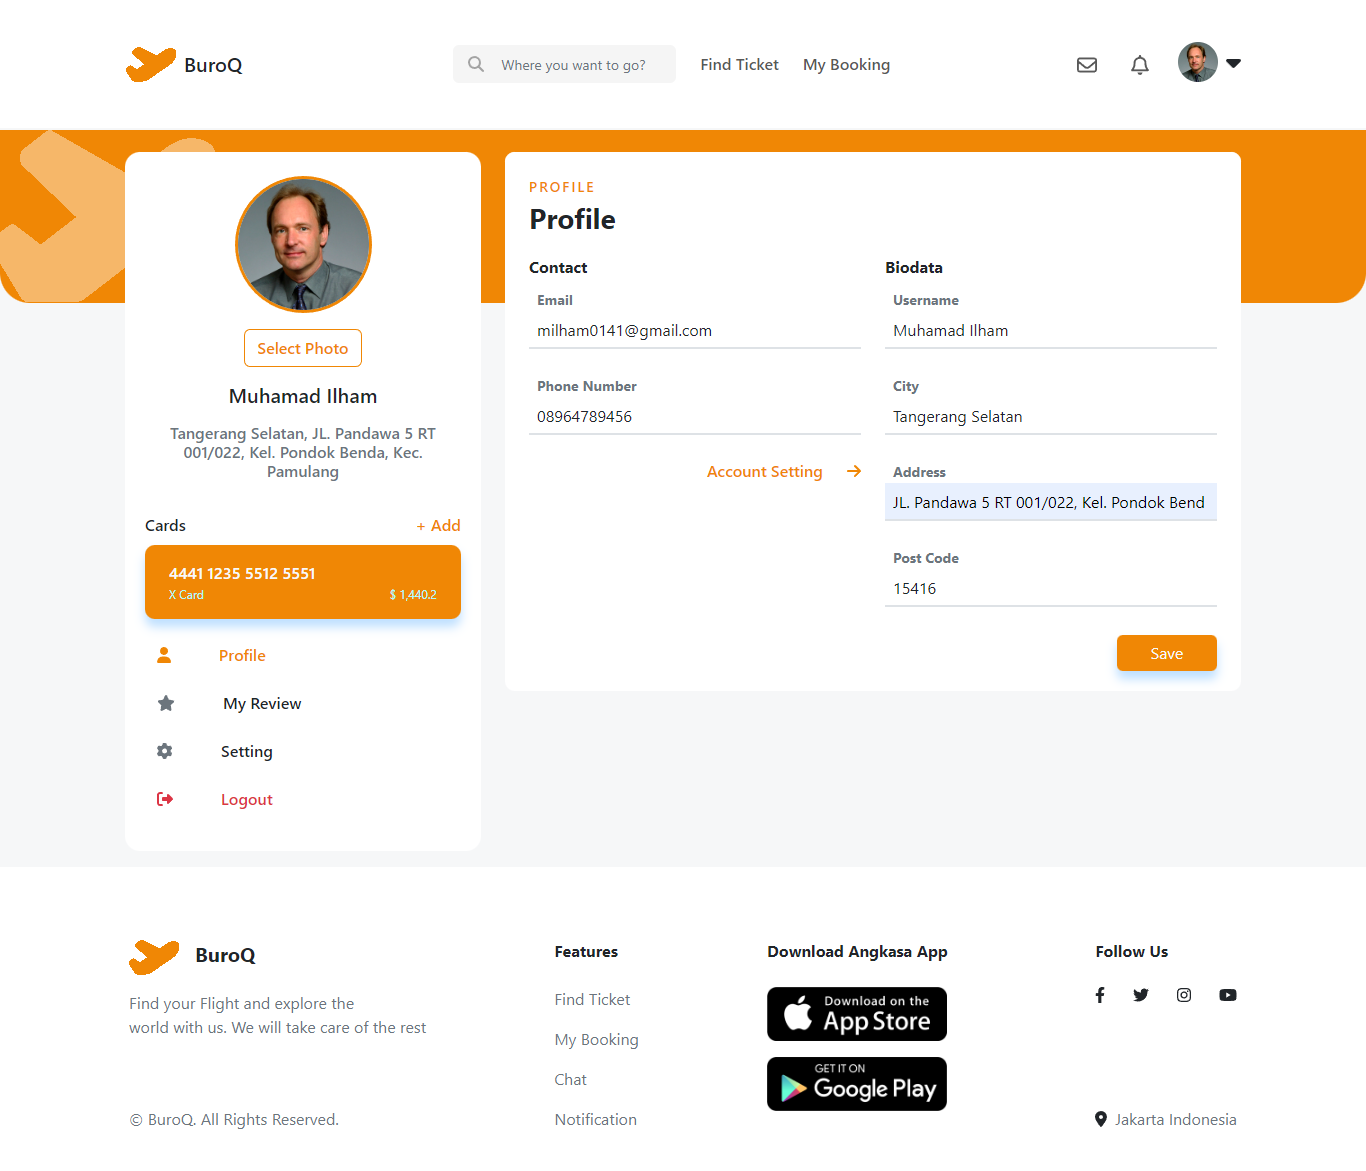 BuroQ
Where you want to go?
Find Ticket
My Booking
Select Photo
Muhamad Ilham
Tangerang Selatan, JL. Pandawa 5 RT
001/022, Kel. Pondok Benda, Kec.
Pamulang
Cards
+ Add
4441 1235 5512 5551
X Card
$ 1,440.2
Profile
My Review
Setting
Logout
PROFILE
Profile
Contact
Email
milham0141@gmail.com
Phone Number
08964789456
Account Setting
Biodata
Username
Muhamad Ilham
City
Tangerang Selatan
Address
JL. Pandawa 5 RT 001/022, Kel. Pondok Bend
Post Code
15416
Save
BuroQ
Find your Flight and explore the
world with us. We will take care of the rest
© BuroQ. All Rights Reserved.
Features
Find Ticket
My Booking
Chat
Notification
Download Angkasa App
Download on the
App Store
GET IT ON
Google Play
Follow Us
Jakarta Indonesia